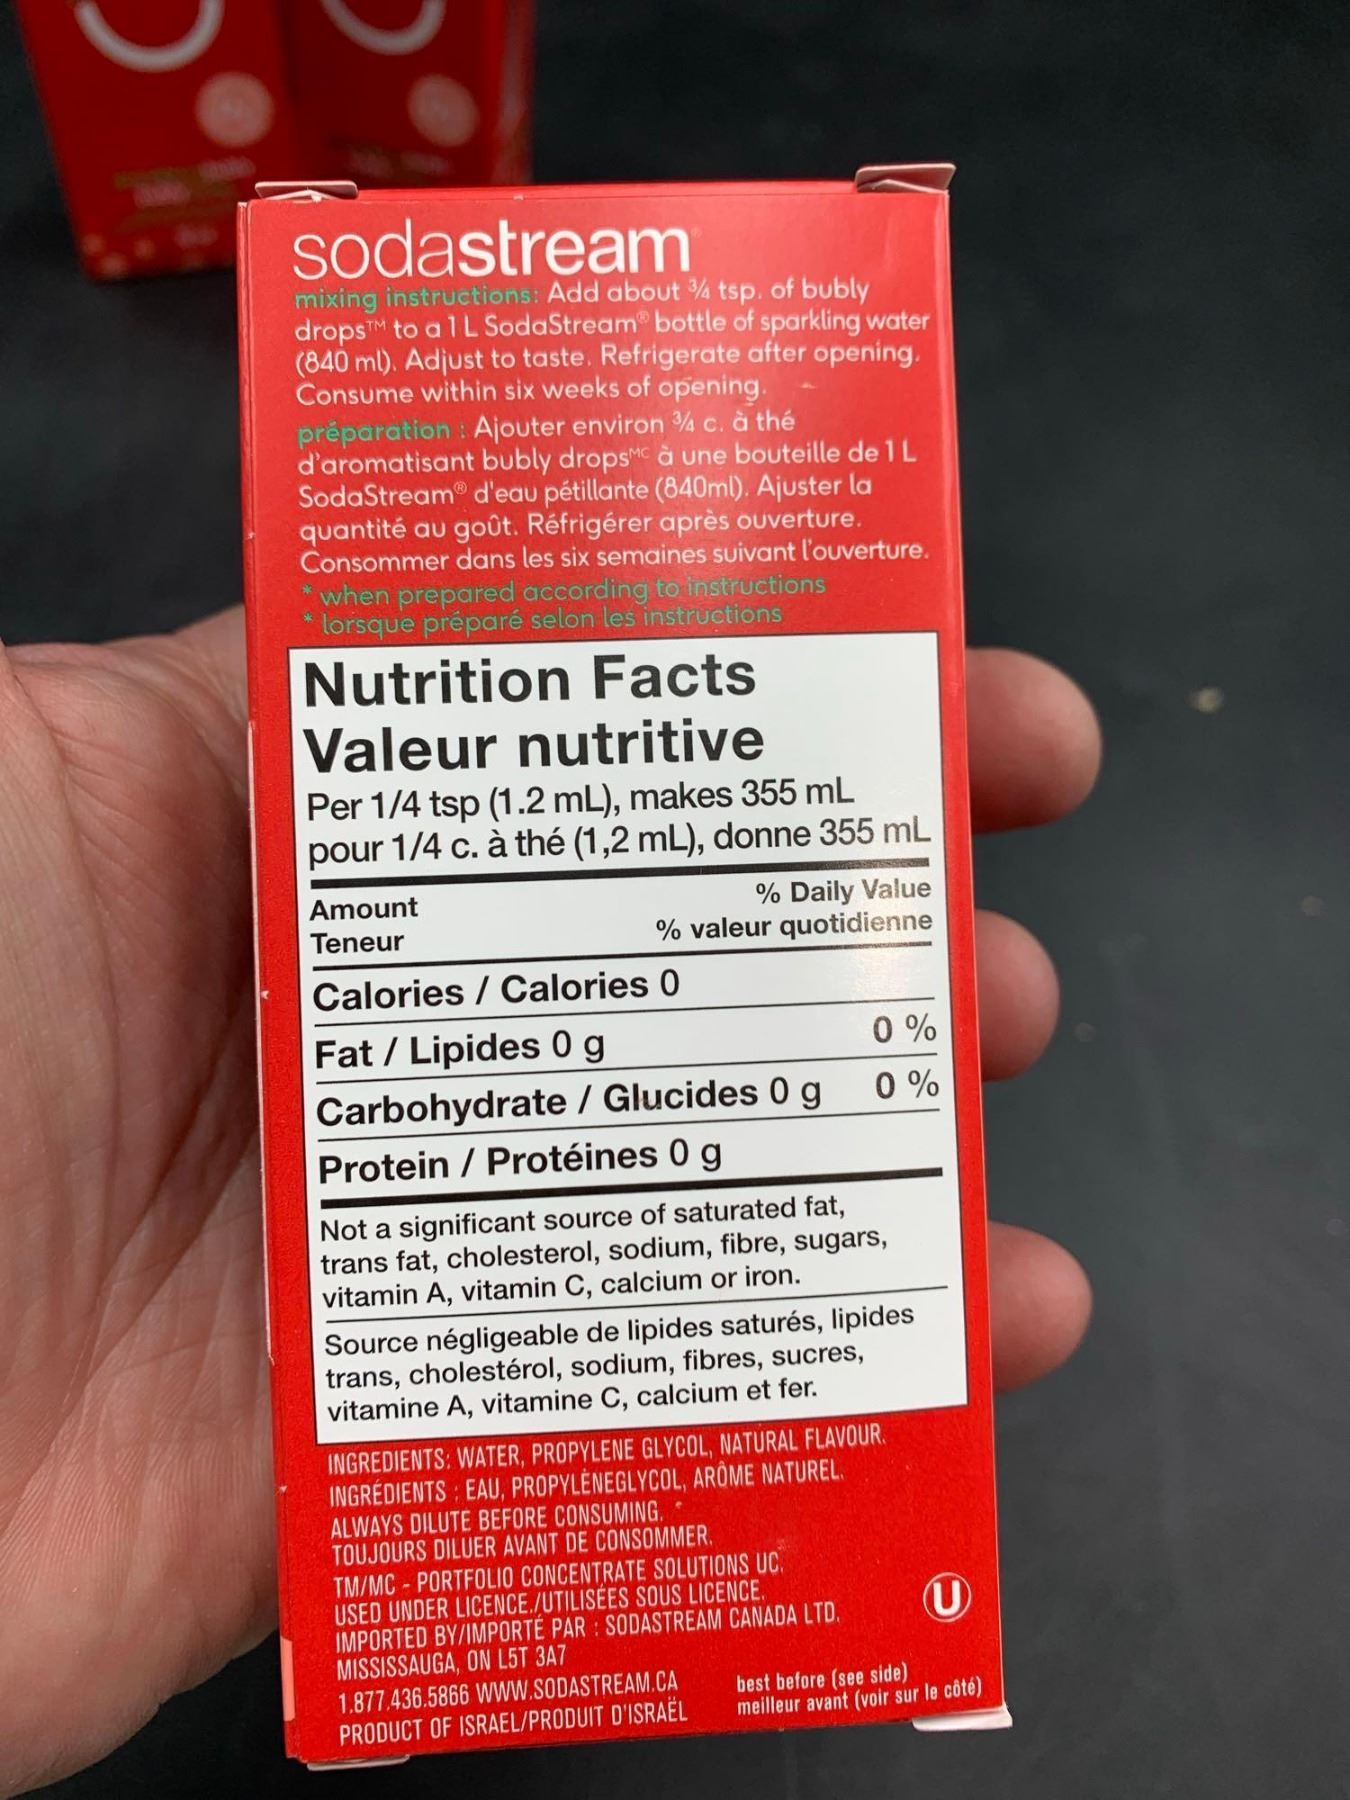 sodastream
mixing instructions: Add about ¾ tsp. of bubly
drops™ to a 1 L SodaStream® bottle of sparkling water
(840 ml). Adjust to taste. Refrigerate after opening.
Consume within six weeks of opening.
préparation : Ajouter environ ¾ c. à thé
d'aromatisant bubly dropsᴹᶜ à une bouteille de 1 L
SodaStream® d'eau pétillante (840ml). Ajuster la
quantité au goût. Réfrigérer après ouverture.
Consommer dans les six semaines suivant l'ouverture.
* when prepared according to instructions
* lorsque préparé selon les instructions
Nutrition Facts
Valeur nutritive
Per 1/4 tsp (1.2 mL), makes 355 mL
pour 1/4 c. à thé (1,2 mL), donne 355 mL
Amount % Daily Value
Teneur % valeur quotidienne
Calories / Calories 0
Fat / Lipides 0 g 0 %
Carbohydrate / Glucides 0 g 0 %
Protein / Protéines 0 g
Not a significant source of saturated fat,
trans fat, cholesterol, sodium, fibre, sugars,
vitamin A, vitamin C, calcium or iron.
Source négligeable de lipides saturés, lipides
trans, cholestérol, sodium, fibres, sucres,
vitamine A, vitamine C, calcium et fer.
INGREDIENTS: WATER, PROPYLENE GLYCOL, NATURAL FLAVOUR.
INGRÉDIENTS : EAU, PROPYLÈNEGLYCOL, ARÔME NATUREL.
ALWAYS DILUTE BEFORE CONSUMING.
TOUJOURS DILUER AVANT DE CONSOMMER.
TM/MC - PORTFOLIO CONCENTRATE SOLUTIONS UC.
USED UNDER LICENCE./UTILISÉES SOUS LICENCE.
IMPORTED BY/IMPORTÉ PAR : SODASTREAM CANADA LTD.
MISSISSAUGA, ON L5T 3A7
1.877.436.5866 WWW.SODASTREAM.CA
PRODUCT OF ISRAEL/PRODUIT D'ISRAËL
U
best before (see side)
meilleur avant (voir sur le côté)